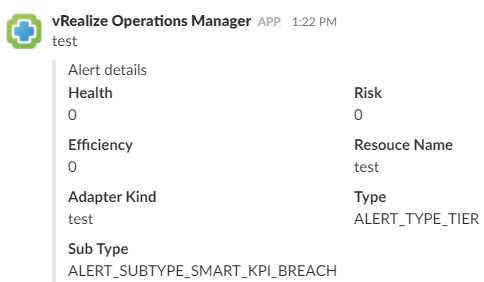 vRealize Operations Manager APP 1:22 PM
test
Alert details
Health Risk
0 0
Efficiency Resouce Name
0 test
Adapter Kind Type
test ALERT_TYPE_TIER
Sub Type
ALERT_SUBTYPE_SMART_KPI_BREACH